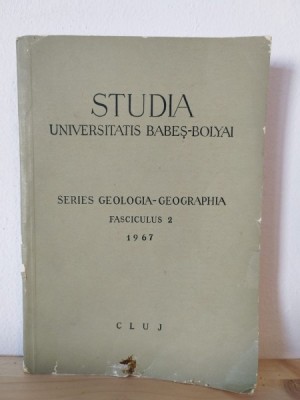 STUDIA
UNIVERSITATIS BABEŞ-BOLYAI
SERIES GEOLOGIA-GEOGRAPHIA
FASCICULUS 2
1967
CLUJ